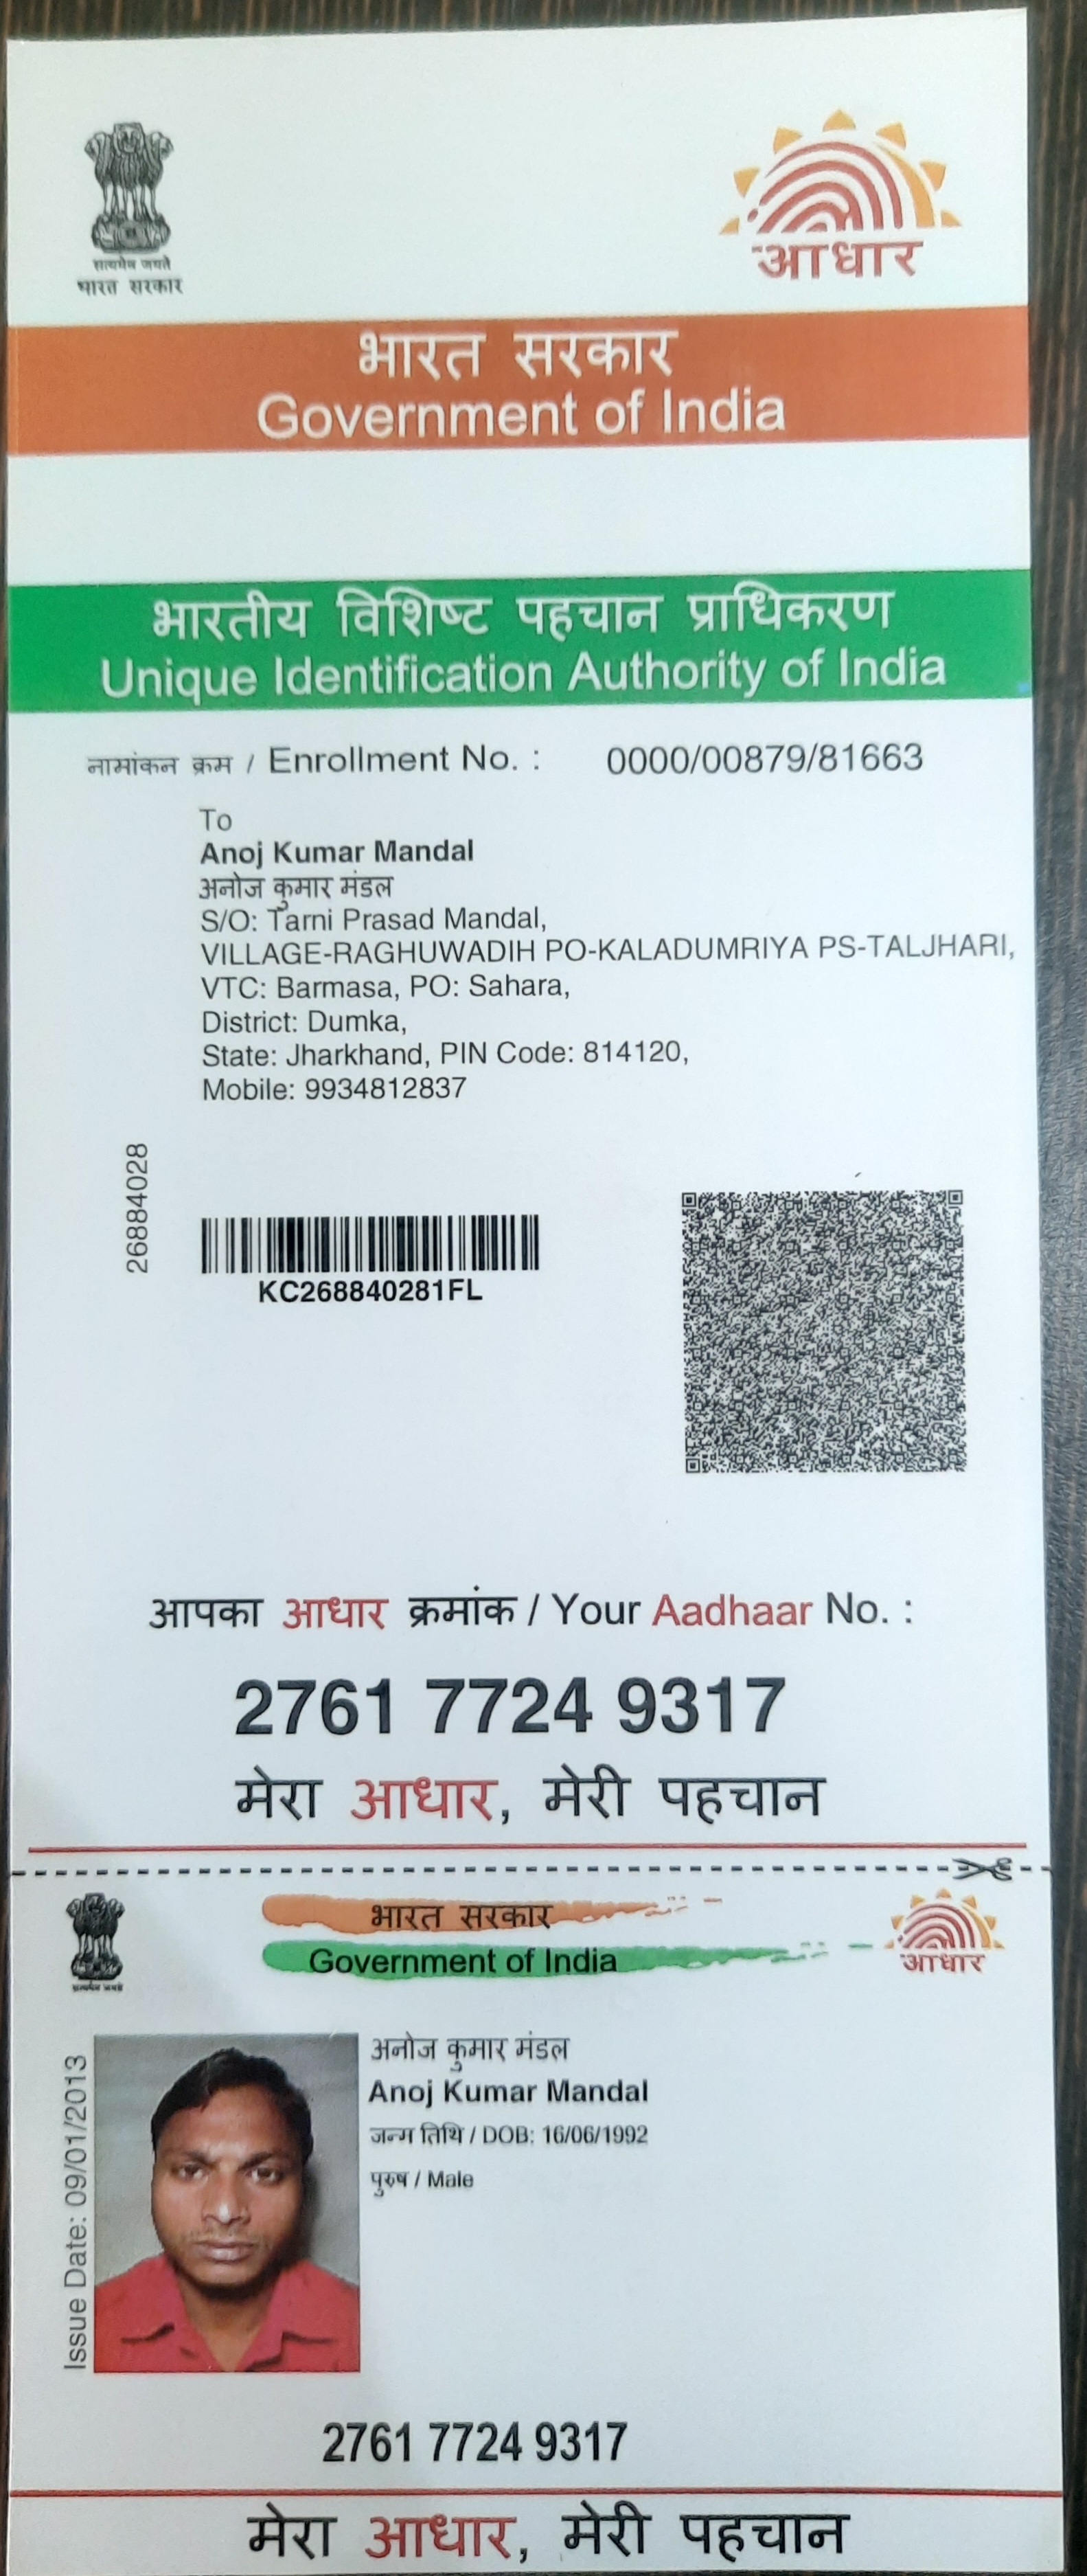 सत्यमेव जयते
भारत सरकार
आधार
भारत सरकार
Government of India
भारतीय विशिष्ट पहचान प्राधिकरण
Unique Identification Authority of India
नामांकन क्रम / Enrollment No. : 0000/00879/81663
To
Anoj Kumar Mandal
अनोज कुमार मंडल
S/O: Tarni Prasad Mandal,
VILLAGE-RAGHUWADIH PO-KALADUMRIYA PS-TALJHARI,
VTC: Barmasa, PO: Sahara,
District: Dumka,
State: Jharkhand, PIN Code: 814120,
Mobile: 9934812837
26884028
KC268840281FL
आपका आधार क्रमांक / Your Aadhaar No. :
2761 7724 9317
मेरा आधार, मेरी पहचान
भारत सरकार
Government of India
सत्यमेव जयते
आधार
Issue Date: 09/01/2013
अनोज कुमार मंडल
Anoj Kumar Mandal
जन्म तिथि / DOB: 16/06/1992
पुरुष / Male
2761 7724 9317
मेरा आधार, मेरी पहचान